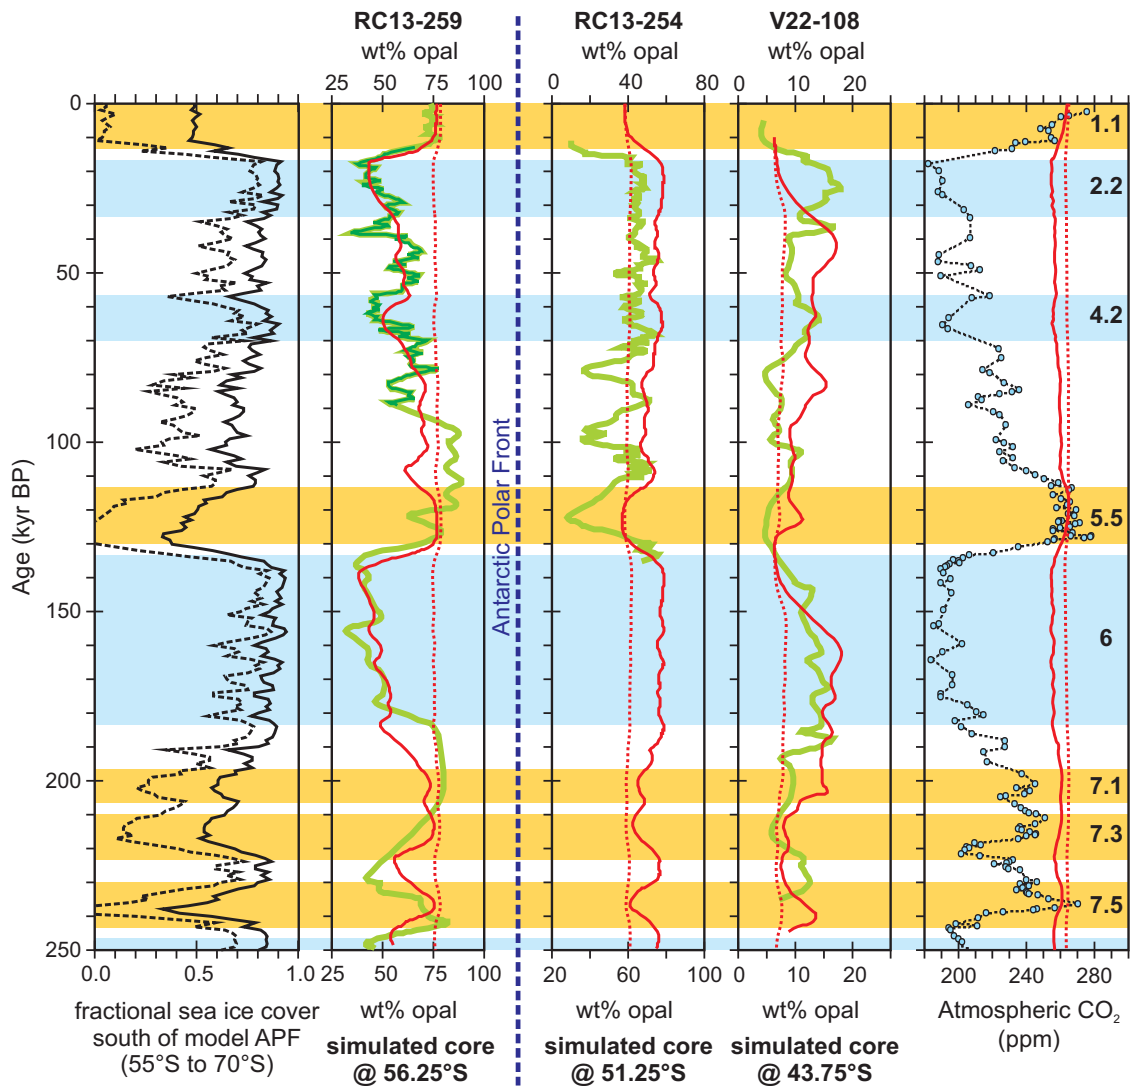 RC13-259
wt% opal
25 50 75 100
RC13-254
wt% opal
0 40 80
V22-108
wt% opal
0 10 20
0
50
100
150
200
250
Age (kyr BP)
Antarctic Polar Front
1.1
2.2
4.2
5.5
6
7.1
7.3
7.5
0.0 0.5 1.0
fractional sea ice cover
south of model APF
(55°S to 70°S)
25 50 75 100
wt% opal
simulated core
@ 56.25°S
20 60 100
wt% opal
simulated core
@ 51.25°S
0 10 20
wt% opal
simulated core
@ 43.75°S
200 240 280
Atmospheric CO2
(ppm)